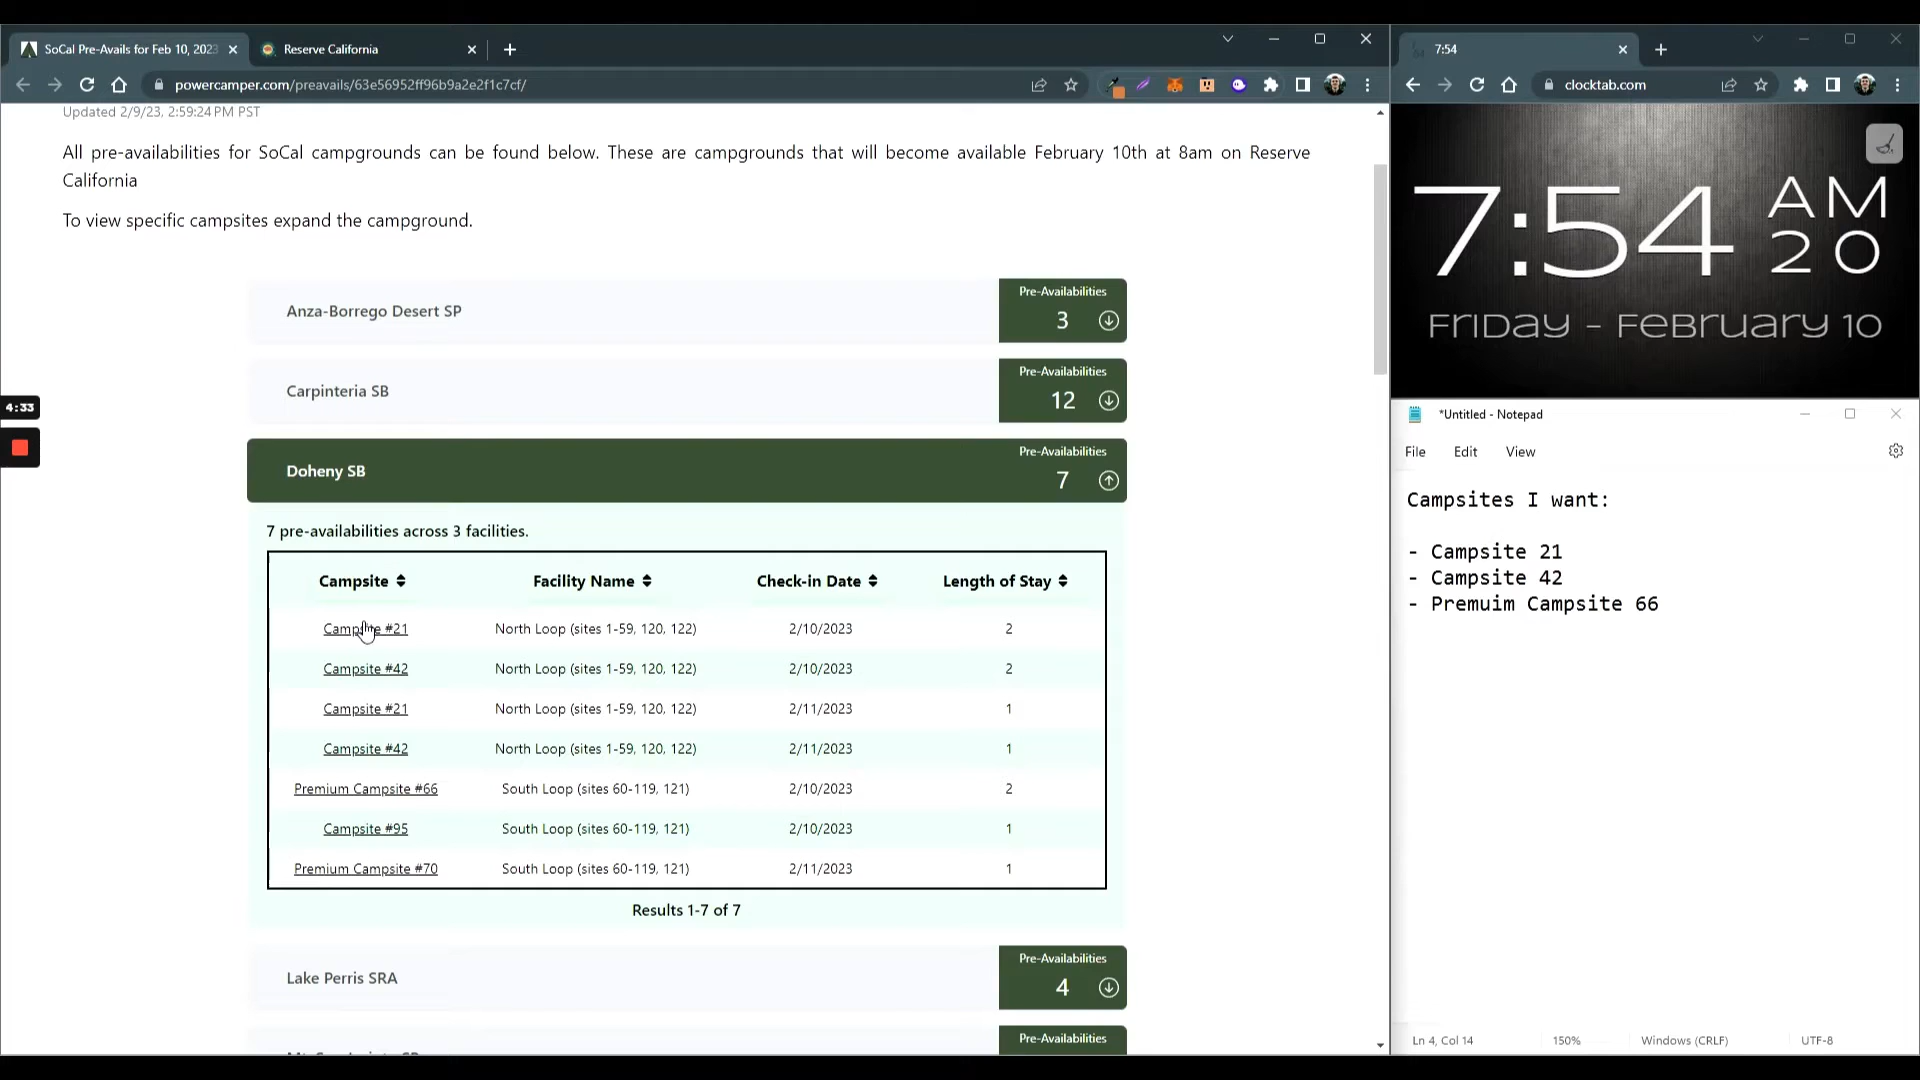 SoCal Pre-Avails for Feb 10, 2023
Reserve California
powercamper.com/preavails/63e56952ff96b9a2e2f1c7cf/
Updated 2/9/23, 2:59:24 PM PST
All pre-availabilities for SoCal campgrounds can be found below. These are campgrounds that will become available February 10th at 8am on Reserve
California
To view specific campsites expand the campground.
Anza-Borrego Desert SP
Pre-Availabilities
3
Carpinteria SB
Pre-Availabilities
12
Doheny SB
Pre-Availabilities
7
7 pre-availabilities across 3 facilities.
Campsite Facility Name Check-in Date Length of Stay
Campsite #21 North Loop (sites 1-59, 120, 122) 2/10/2023 2
Campsite #42 North Loop (sites 1-59, 120, 122) 2/10/2023 2
Campsite #21 North Loop (sites 1-59, 120, 122) 2/11/2023 1
Campsite #42 North Loop (sites 1-59, 120, 122) 2/11/2023 1
Premium Campsite #66 South Loop (sites 60-119, 121) 2/10/2023 2
Campsite #95 South Loop (sites 60-119, 121) 2/10/2023 1
Premium Campsite #70 South Loop (sites 60-119, 121) 2/11/2023 1
Results 1-7 of 7
Lake Perris SRA
Pre-Availabilities
4
Pre-Availabilities
4:33
7:54
clocktab.com
7:54 AM
20
Friday - February 10
*Untitled - Notepad
File Edit View
Campsites I want:
- Campsite 21
- Campsite 42
- Premuim Campsite 66
Ln 4, Col 14 150% Windows (CRLF) UTF-8